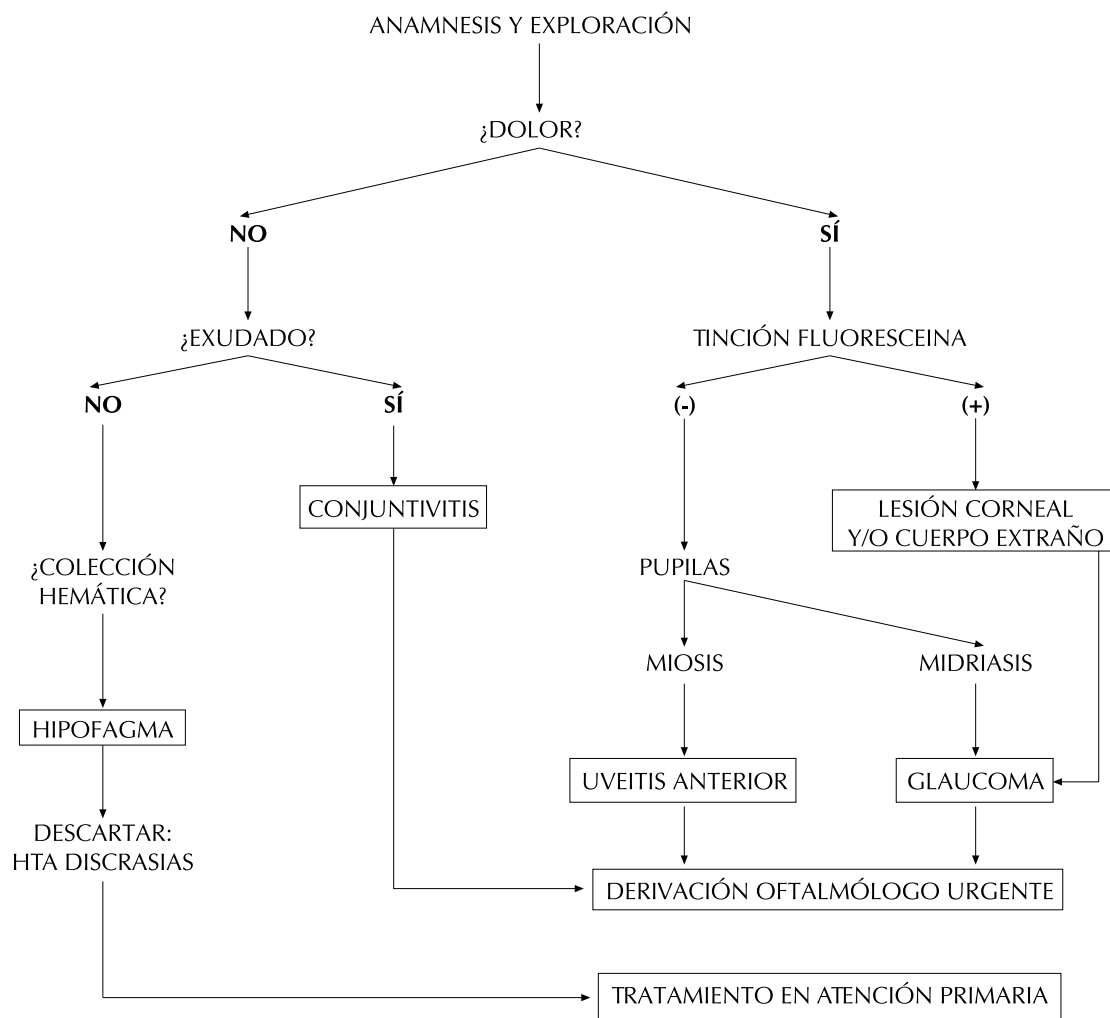 ANAMNESIS Y EXPLORACIÓN
¿DOLOR?
NO
SÍ
¿EXUDADO?
TINCIÓN FLUORESCEINA
NO
SÍ
(-)
(+)
CONJUNTIVITIS
LESIÓN CORNEAL
Y/O CUERPO EXTRAÑO
¿COLECCIÓN
HEMÁTICA?
PUPILAS
MIOSIS
MIDRIASIS
HIPOFAGMA
UVEITIS ANTERIOR
GLAUCOMA
DESCARTAR:
HTA DISCRASIAS
DERIVACIÓN OFTALMÓLOGO URGENTE
TRATAMIENTO EN ATENCIÓN PRIMARIA